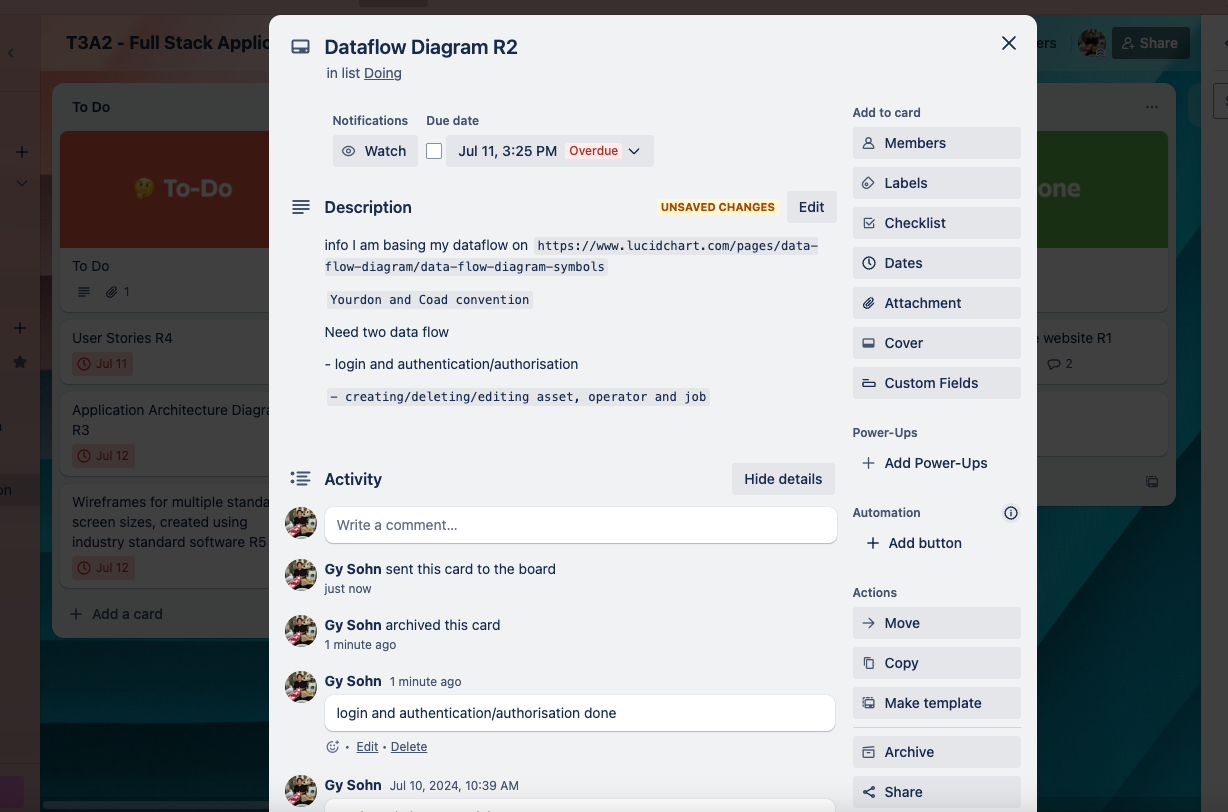 T3A2 - Full Stack Applic
Share
To Do
🤔 To-Do
To Do
1
User Stories R4
Jul 11
Application Architecture Diagra
R3
Jul 12
Wireframes for multiple standa
screen sizes, created using
industry standard software R5
Jul 12
Add a card
Dataflow Diagram R2
in list Doing
Notifications
Due date
Watch
Jul 11, 3:25 PM Overdue
Description
UNSAVED CHANGES
Edit
info I am basing my dataflow on https://www.lucidchart.com/pages/data-
flow-diagram/data-flow-diagram-symbols
Yourdon and Coad convention
Need two data flow
- login and authentication/authorisation
- creating/deleting/editing asset, operator and job
Activity
Hide details
Write a comment...
Gy Sohn sent this card to the board
just now
Gy Sohn archived this card
1 minute ago
Gy Sohn 1 minute ago
login and authentication/authorisation done
• Edit • Delete
Gy Sohn Jul 10, 2024, 10:39 AM
Add to card
Members
Labels
Checklist
Dates
Attachment
Cover
Custom Fields
Power-Ups
Add Power-Ups
Automation
Add button
Actions
Move
Copy
Make template
Archive
Share
ers
one
e website R1
2
on